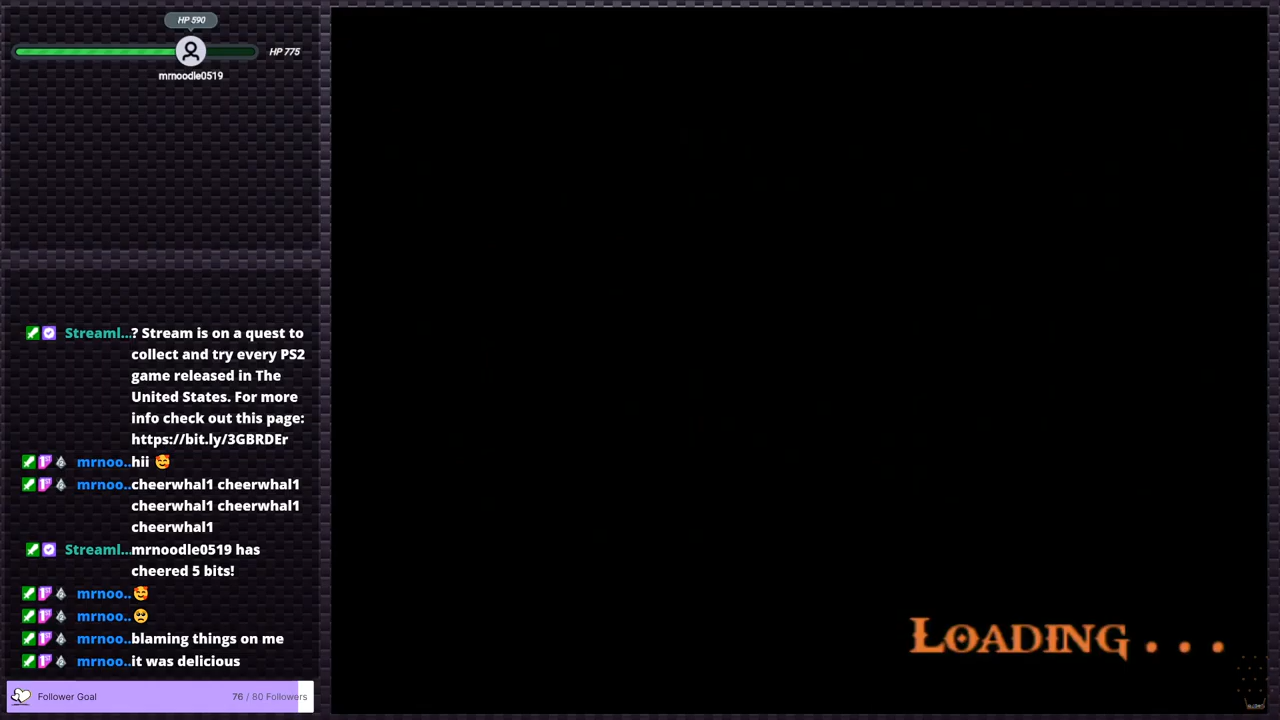 HP 590
HP 775
mrnoodle0519
Streaml...? Stream is on a quest to
collect and try every PS2
game released in The
United States. For more
info check out this page:
https://bit.ly/3GBRDEr
mrnoo..hii 🥰
mrnoo..cheerwhal1 cheerwhal1
cheerwhal1 cheerwhal1
cheerwhal1
Streaml...mrnoodle0519 has
cheered 5 bits!
mrnoo..🥰
mrnoo..🥺
mrnoo..blaming things on me
mrnoo..it was delicious
Follower Goal 76 / 80 Followers
LOADING . . .